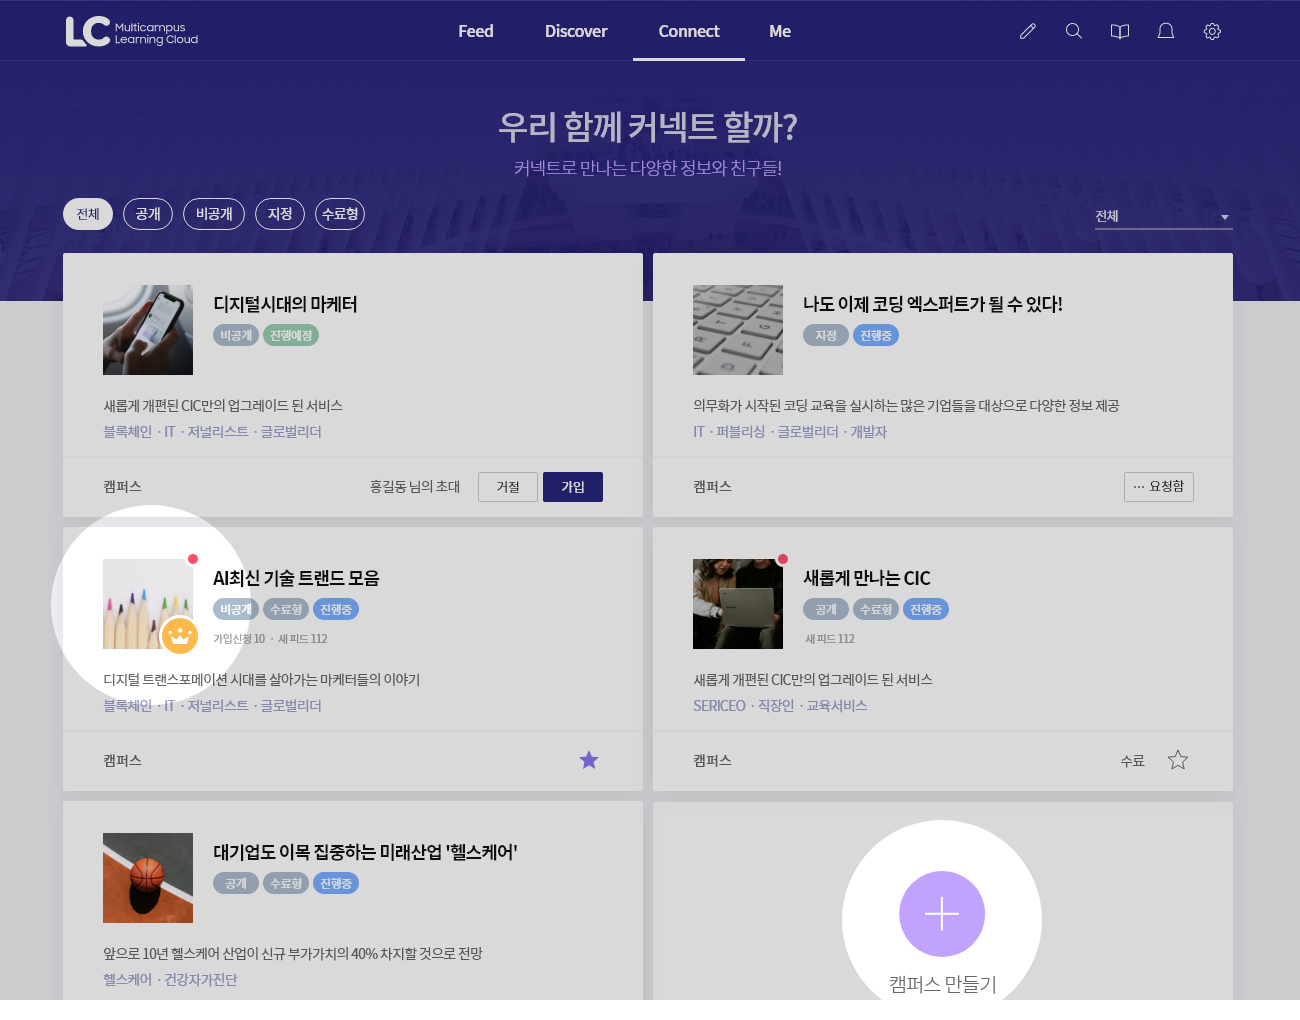 LC Multicampus Learning Cloud
Feed Discover Connect Me
우리 함께 커넥트 할까?
커넥트로 만나는 다양한 정보와 친구들!
전체 공개 비공개 지정 수료형
전체
디지털시대의 마케터
비공개 진행예정
새롭게 개편된 CIC만의 업그레이드 된 서비스
블록체인 · IT · 저널리스트 · 글로벌리더
캠퍼스 홍길동 님의 초대 거절 가입
나도 이제 코딩 엑스퍼트가 될 수 있다!
지정 진행중
의무화가 시작된 코딩 교육을 실시하는 많은 기업들을 대상으로 다양한 정보 제공
IT · 퍼블리싱 · 글로벌리더 · 개발자
캠퍼스 ··· 요청함
AI최신 기술 트랜드 모음
비공개 수료형 진행중
가입신청 10 · 새 피드 112
디지털 트랜스포메이션 시대를 살아가는 마케터들의 이야기
블록체인 · IT · 저널리스트 · 글로벌리더
캠퍼스
새롭게 만나는 CIC
공개 수료형 진행중
새 피드 112
새롭게 개편된 CIC만의 업그레이드 된 서비스
SERICEO · 직장인 · 교육서비스
캠퍼스 수료
대기업도 이목 집중하는 미래산업 '헬스케어'
공개 수료형 진행중
앞으로 10년 헬스케어 산업이 신규 부가가치의 40% 차지할 것으로 전망
헬스케어 · 건강자가진단
캠퍼스 만들기